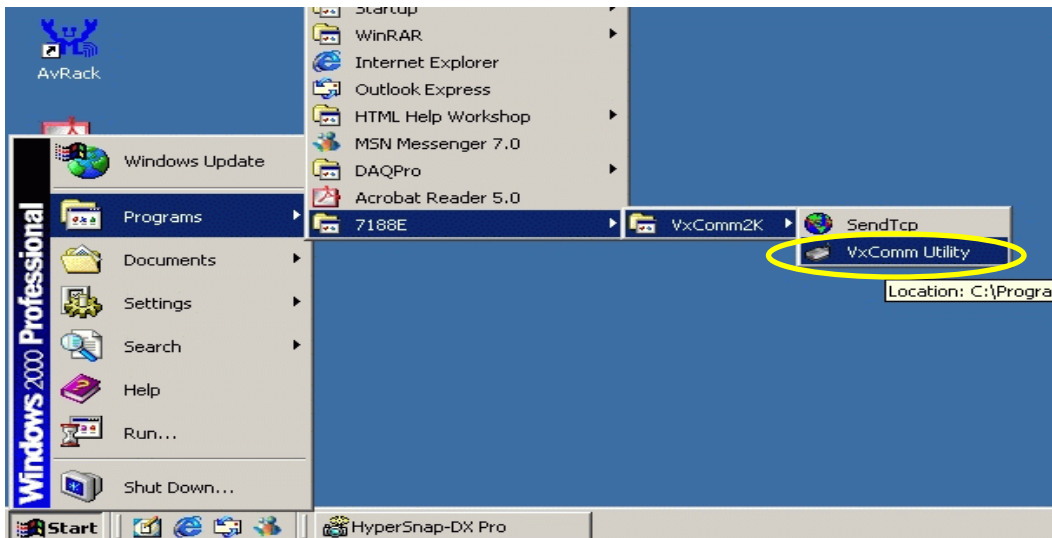 AvRack
Startup
WinRAR
Internet Explorer
Outlook Express
HTML Help Workshop
MSN Messenger 7.0
DAQPro
Acrobat Reader 5.0
7188E
VxComm2K
SendTcp
VxComm Utility
Location: C:\Progra
Windows 2000 Professional
Windows Update
Programs
Documents
Settings
Search
Help
Run...
Shut Down...
Start
HyperSnap-DX Pro